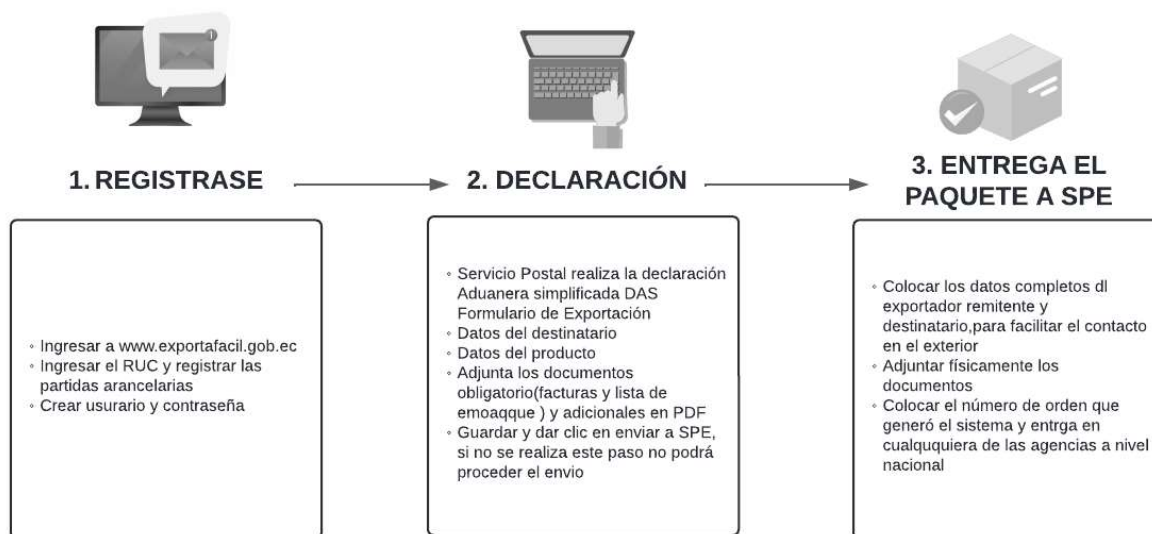 1
1. REGISTRASE
2. DECLARACIÓN
3. ENTREGA EL
PAQUETE A SPE
◦ Ingresar a www.exportafacil.gob.ec
◦ Ingresar el RUC y registrar las
partidas arancelarias
◦ Crear usurario y contraseña
◦ Servicio Postal realiza la declaración
Aduanera simplificada DAS
Formulario de Exportación
◦ Datos del destinatario
◦ Datos del producto
◦ Adjunta los documentos
obligatorio(facturas y lista de
emoaqque ) y adicionales en PDF
◦ Guardar y dar clic en enviar a SPE,
si no se realiza este paso no podrá
proceder el envio
◦ Colocar los datos completos dl
exportador remitente y
destinatario,para facilitar el contacto
en el exterior
◦ Adjuntar físicamente los
documentos
◦ Colocar el número de orden que
generó el sistema y entrga en
cualququiera de las agencias a nivel
nacional